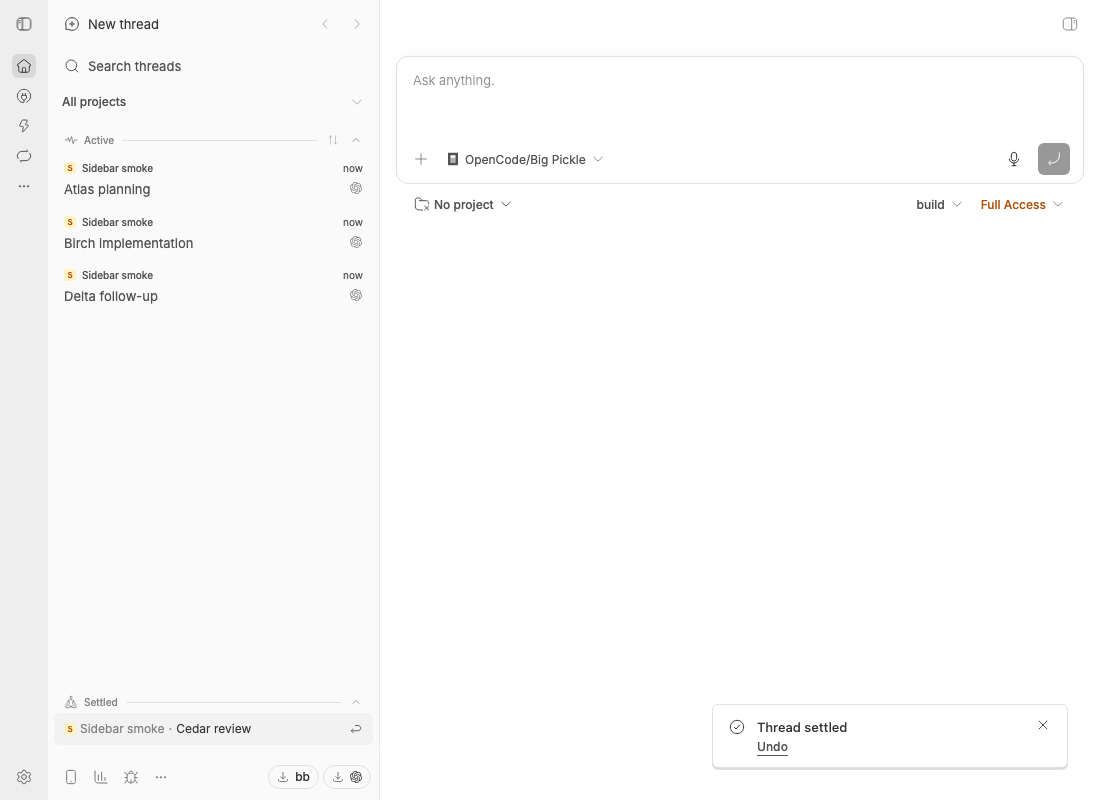 New thread
Search threads
All projects
Active
S Sidebar smoke now
Atlas planning
S Sidebar smoke now
Birch implementation
S Sidebar smoke now
Delta follow-up
Settled
S Sidebar smoke · Cedar review
bb
Ask anything.
OpenCode/Big Pickle
No project
build
Full Access
Thread settled
Undo